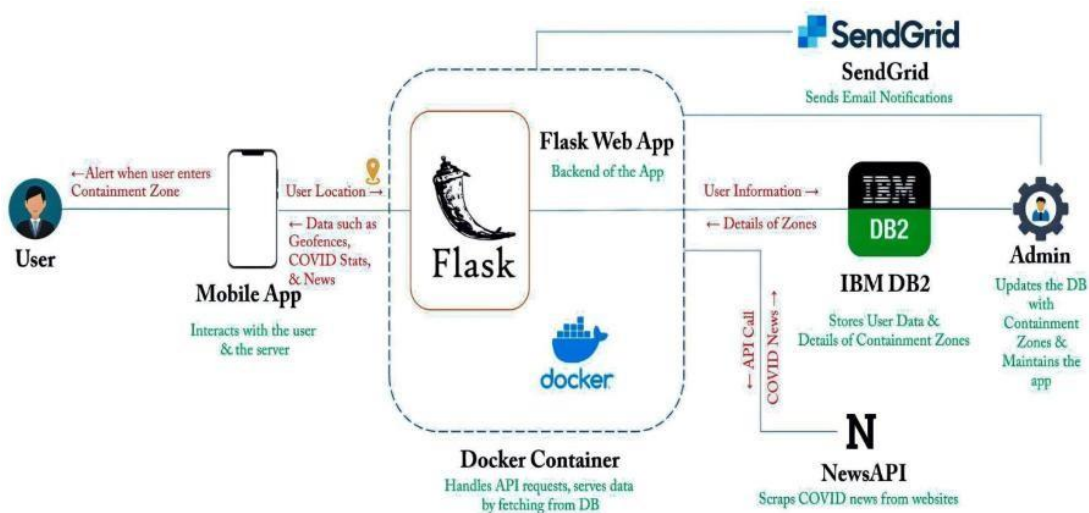 SendGrid
SendGrid
Sends Email Notifications
Flask Web App
Backend of the App
←Alert when user enters
Containment Zone
User Location →
← Data such as
Geofences,
COVID Stats,
& News
User
Mobile App
Interacts with the user
& the server
Flask
docker
Docker Container
Handles API requests, serves data
by fetching from DB
User Information →
← Details of Zones
IBM
DB2
IBM DB2
Stores User Data &
Details of Containment Zones
Admin
Updates the DB
with
Containment
Zones &
Maintains the
app
← API Call
COVID News →
N
NewsAPI
Scraps COVID news from websites